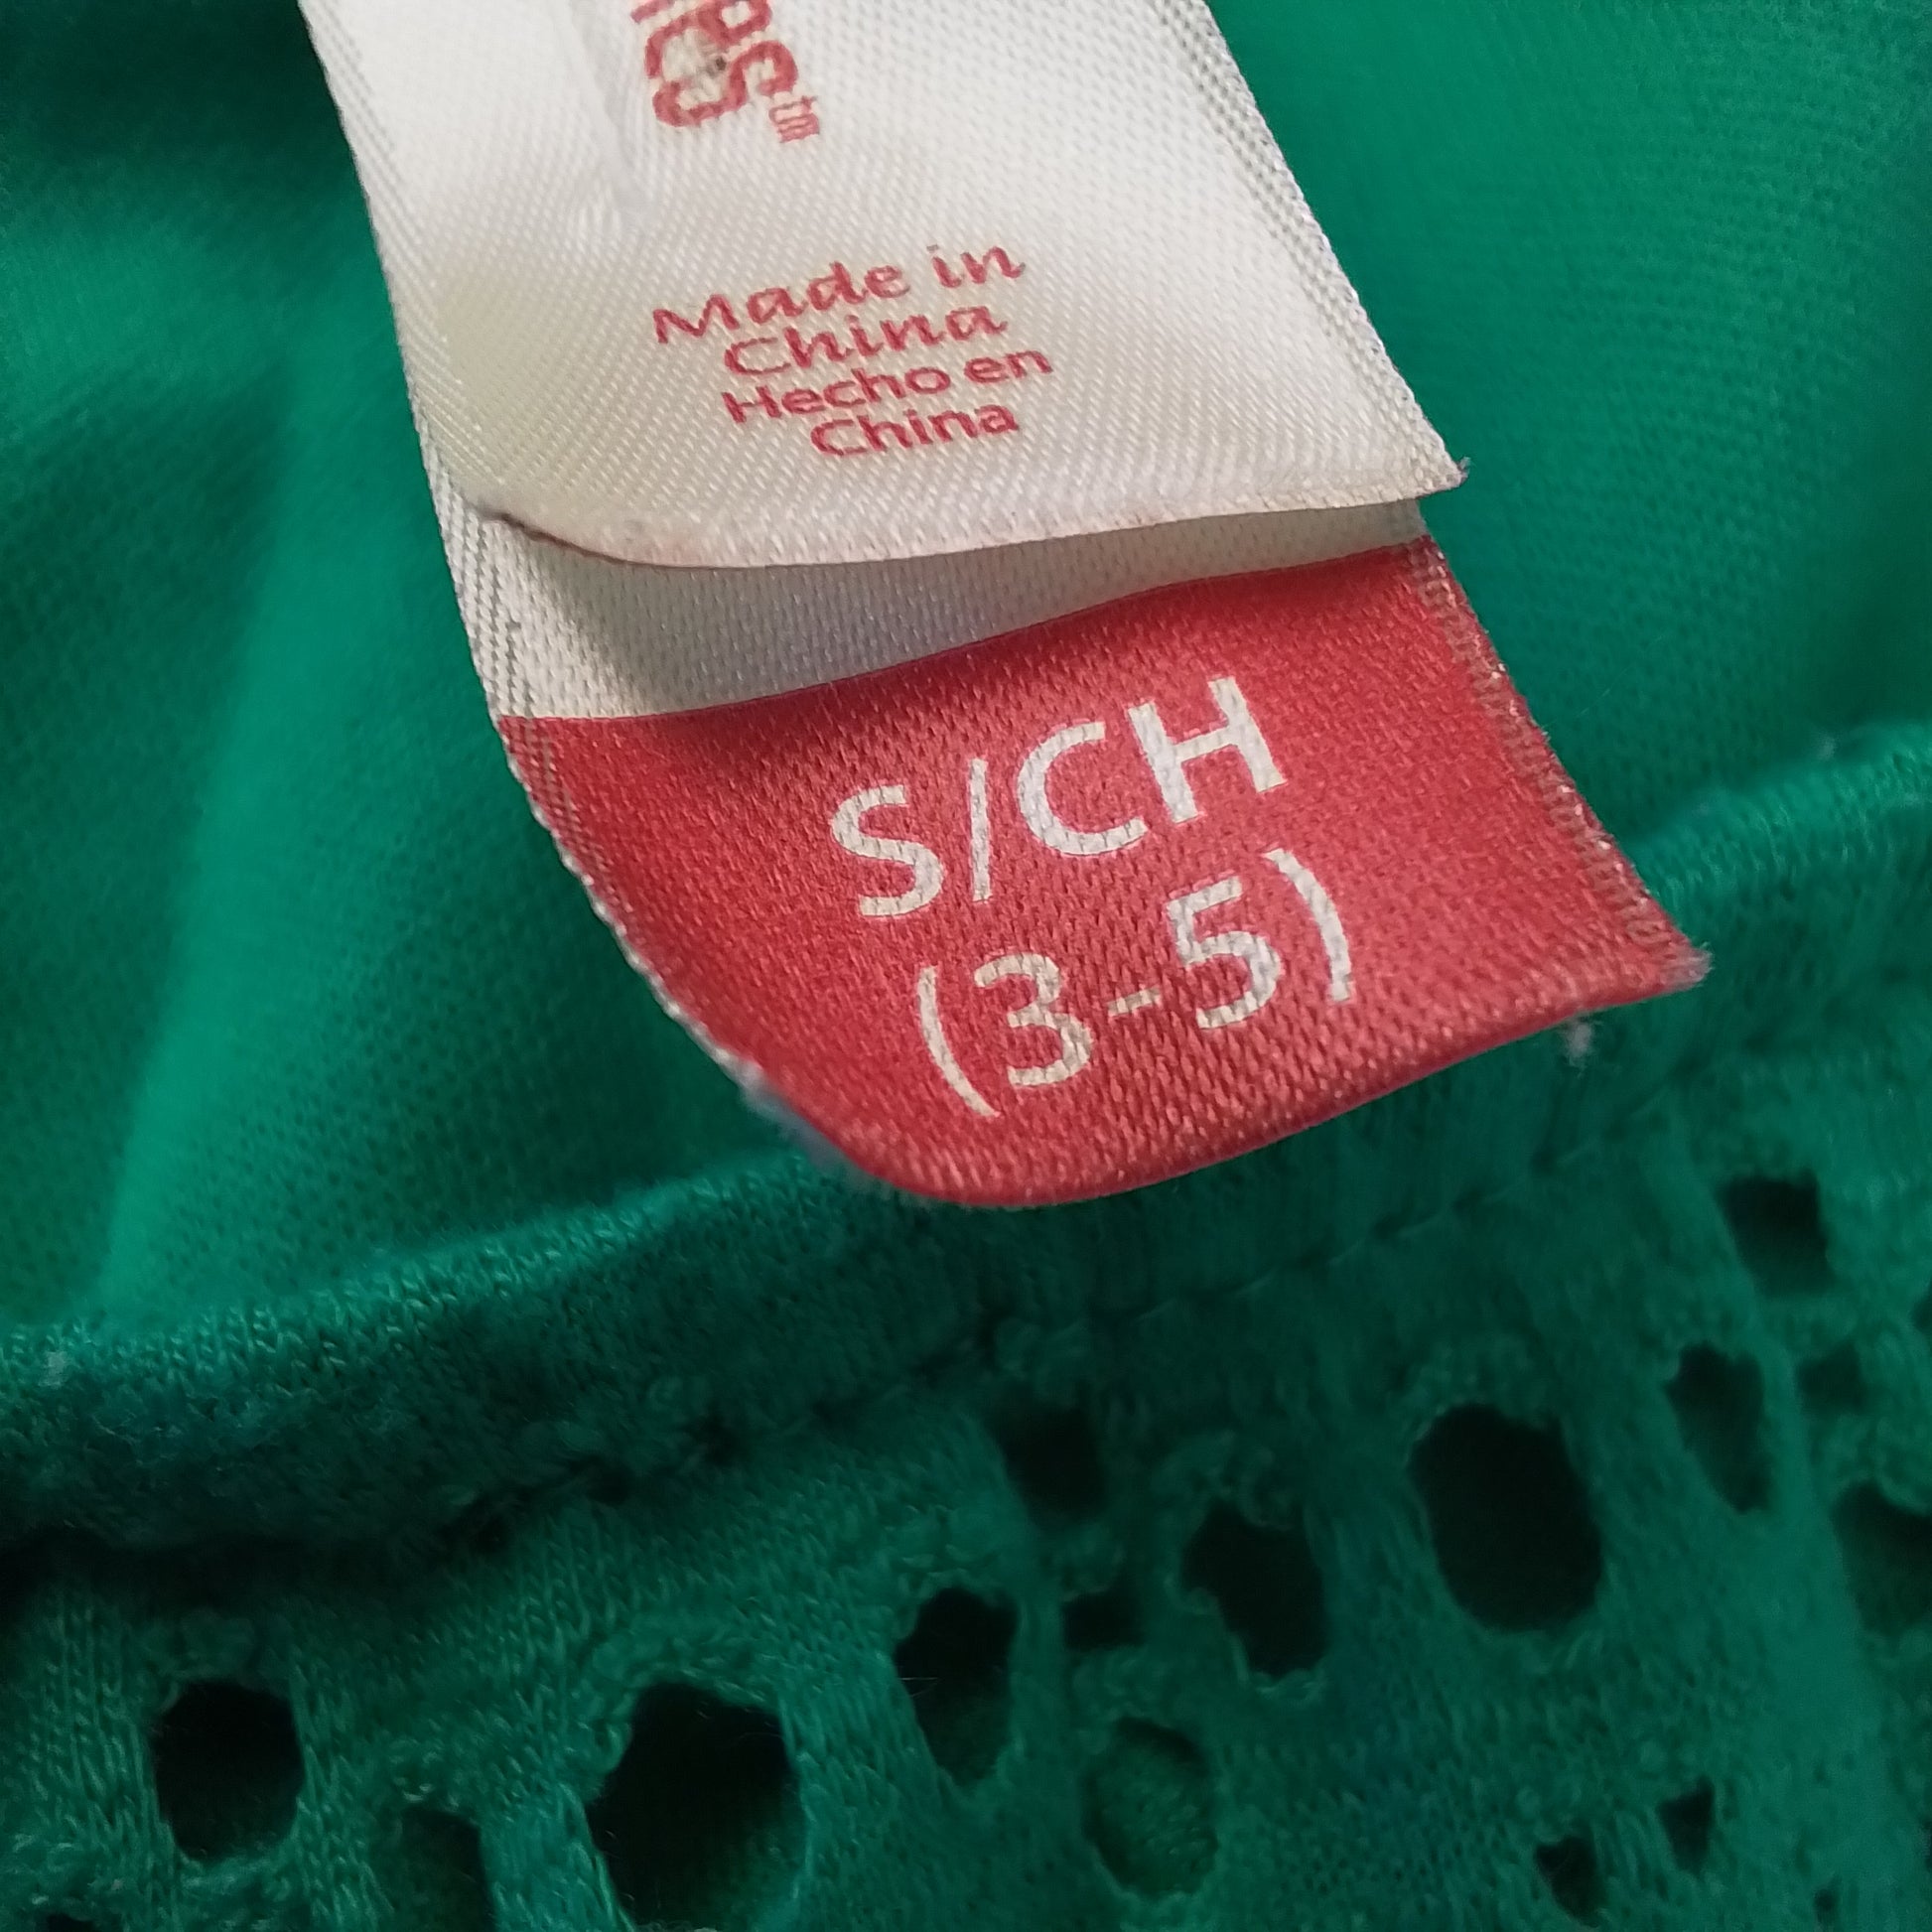 Made in
China
Hecho en
China
S/CH
(3-5)